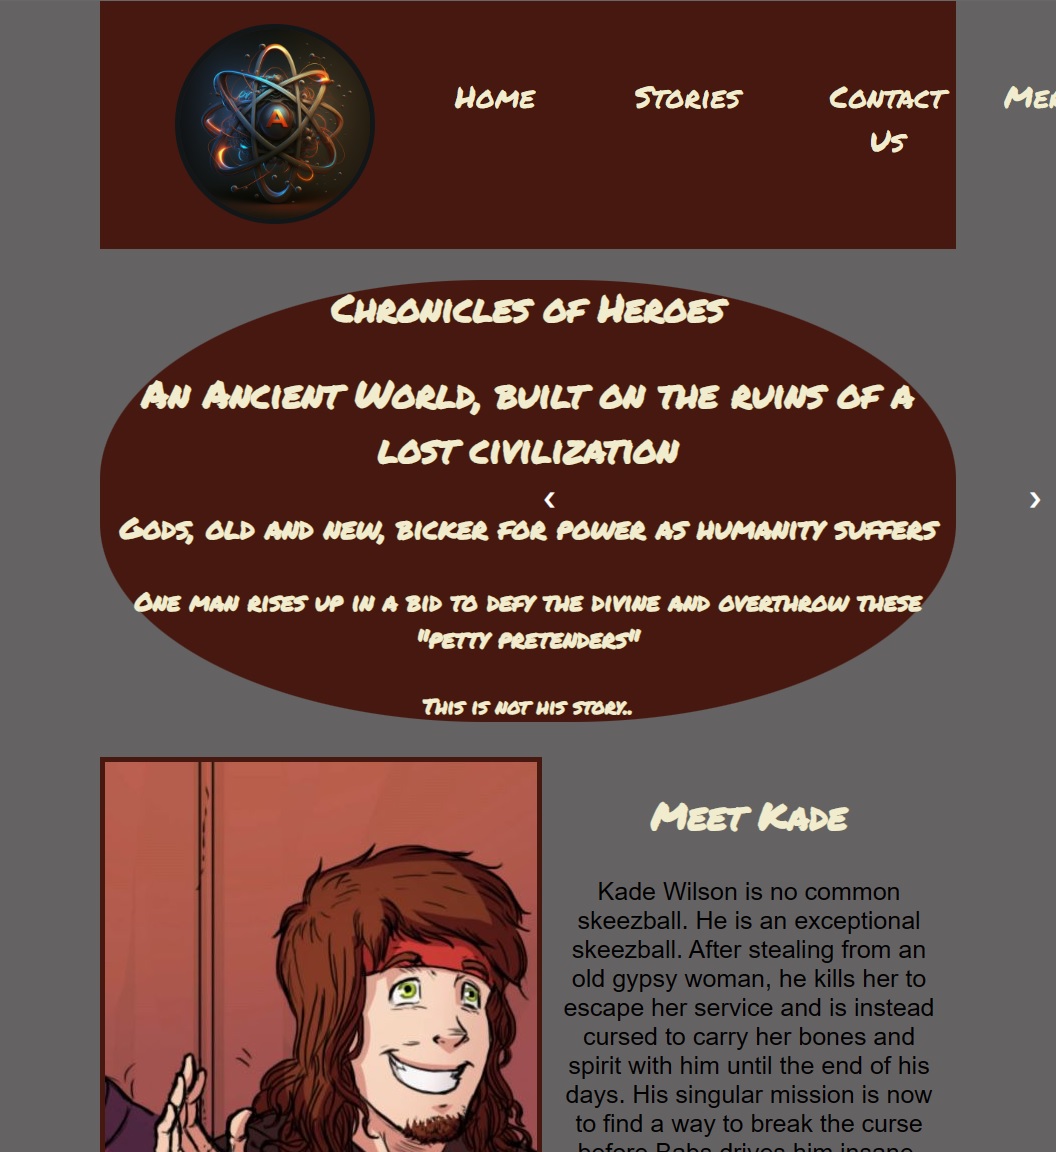 A
Home Stories Contact
Us
Chronicles of Heroes
An Ancient World, built on the ruins of a
lost civilization
‹ ›
Gods, old and new, bicker for power as humanity suffers
One man rises up in a bid to defy the divine and overthrow these
"petty pretenders"
This is not his story..
Meet Kade
Kade Wilson is no common
skeezball. He is an exceptional
skeezball. After stealing from an
old gypsy woman, he kills her to
escape her service and is instead
cursed to carry her bones and
spirit with him until the end of his
days. His singular mission is now
to find a way to break the curse
before Baba drives him insane